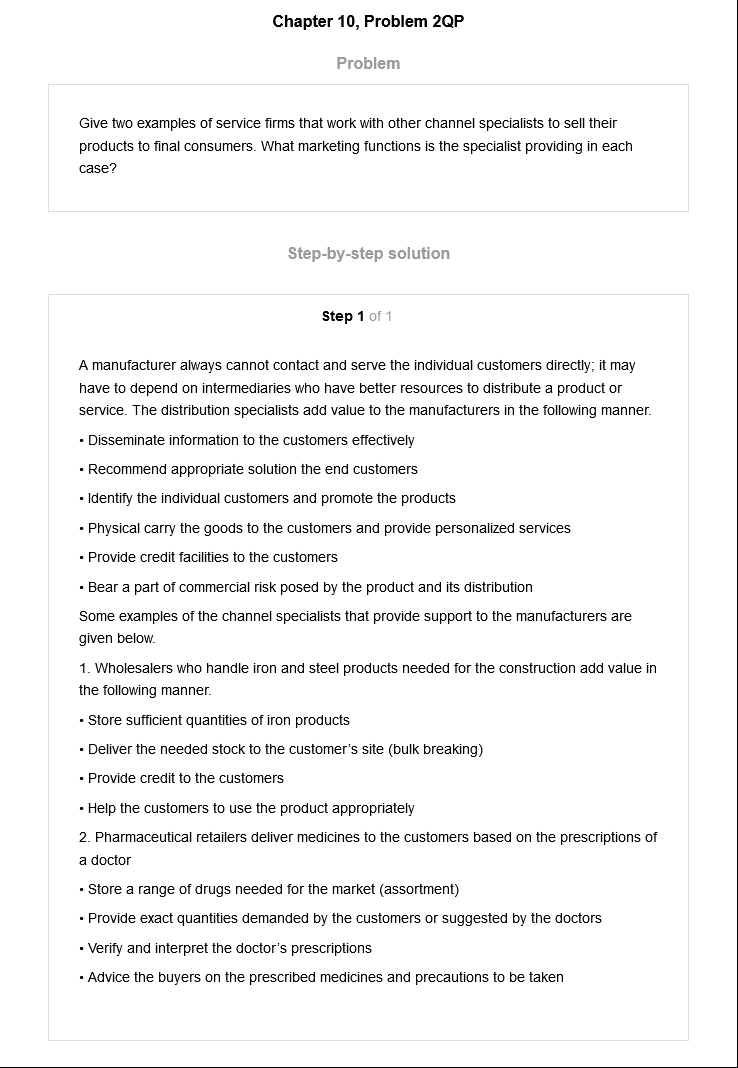 Chapter 10, Problem 2QP
Problem
Give two examples of service firms that work with other channel specialists to sell their
products to final consumers. What marketing functions is the specialist providing in each
case?
Step-by-step solution
Step 1 of 1
A manufacturer always cannot contact and serve the individual customers directly; it may
have to depend on intermediaries who have better resources to distribute a product or
service. The distribution specialists add value to the manufacturers in the following manner.
• Disseminate information to the customers effectively
• Recommend appropriate solution the end customers
• Identify the individual customers and promote the products
• Physical carry the goods to the customers and provide personalized services
• Provide credit facilities to the customers
• Bear a part of commercial risk posed by the product and its distribution
Some examples of the channel specialists that provide support to the manufacturers are
given below.
1. Wholesalers who handle iron and steel products needed for the construction add value in
the following manner.
• Store sufficient quantities of iron products
• Deliver the needed stock to the customer's site (bulk breaking)
• Provide credit to the customers
• Help the customers to use the product appropriately
2. Pharmaceutical retailers deliver medicines to the customers based on the prescriptions of
a doctor
• Store a range of drugs needed for the market (assortment)
• Provide exact quantities demanded by the customers or suggested by the doctors
• Verify and interpret the doctor's prescriptions
• Advice the buyers on the prescribed medicines and precautions to be taken